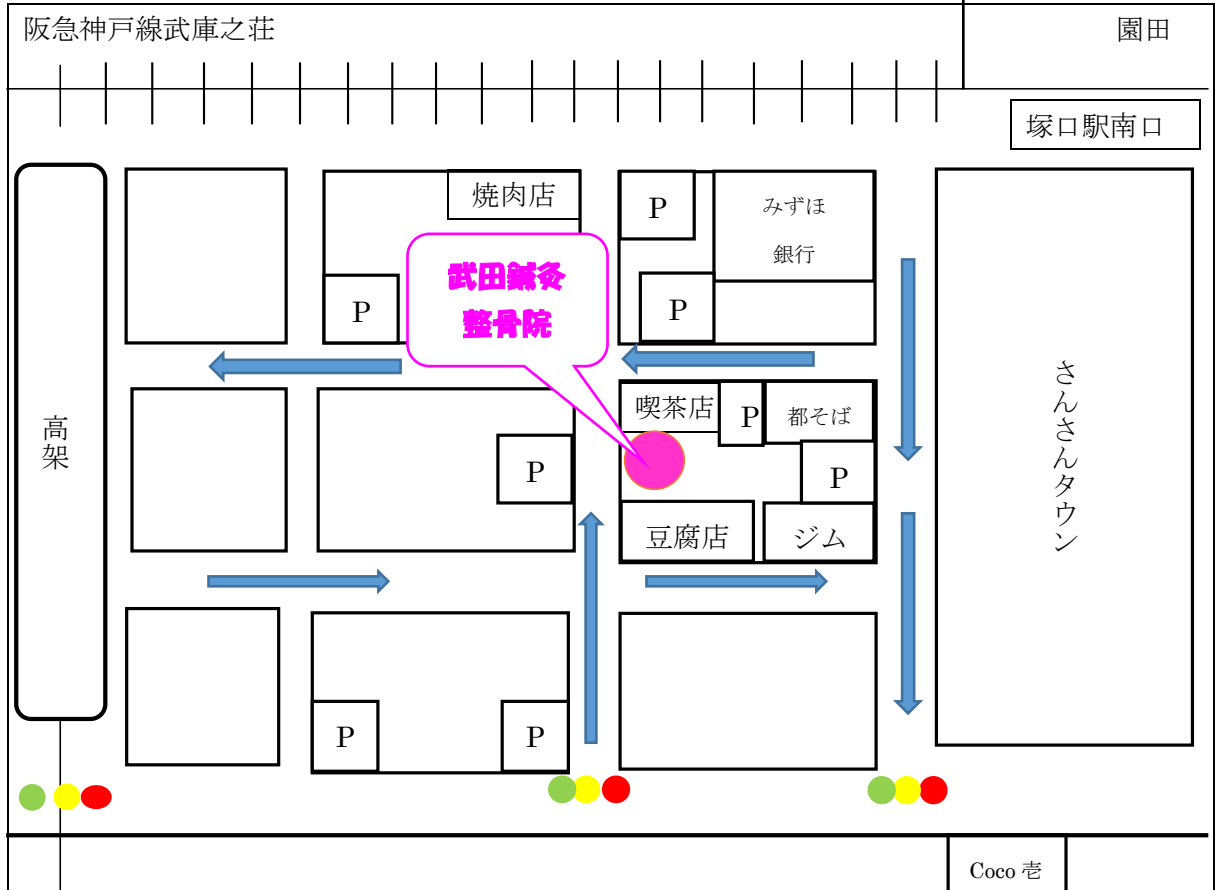 阪急神戸線武庫之荘
園田
塚口駅南口
焼肉店
P
みずほ
銀行
武田鍼灸
整骨院
P
P
喫茶店
P
都そば
高架
さんさんタウン
P
P
豆腐店
ジム
P
P
Coco 壱